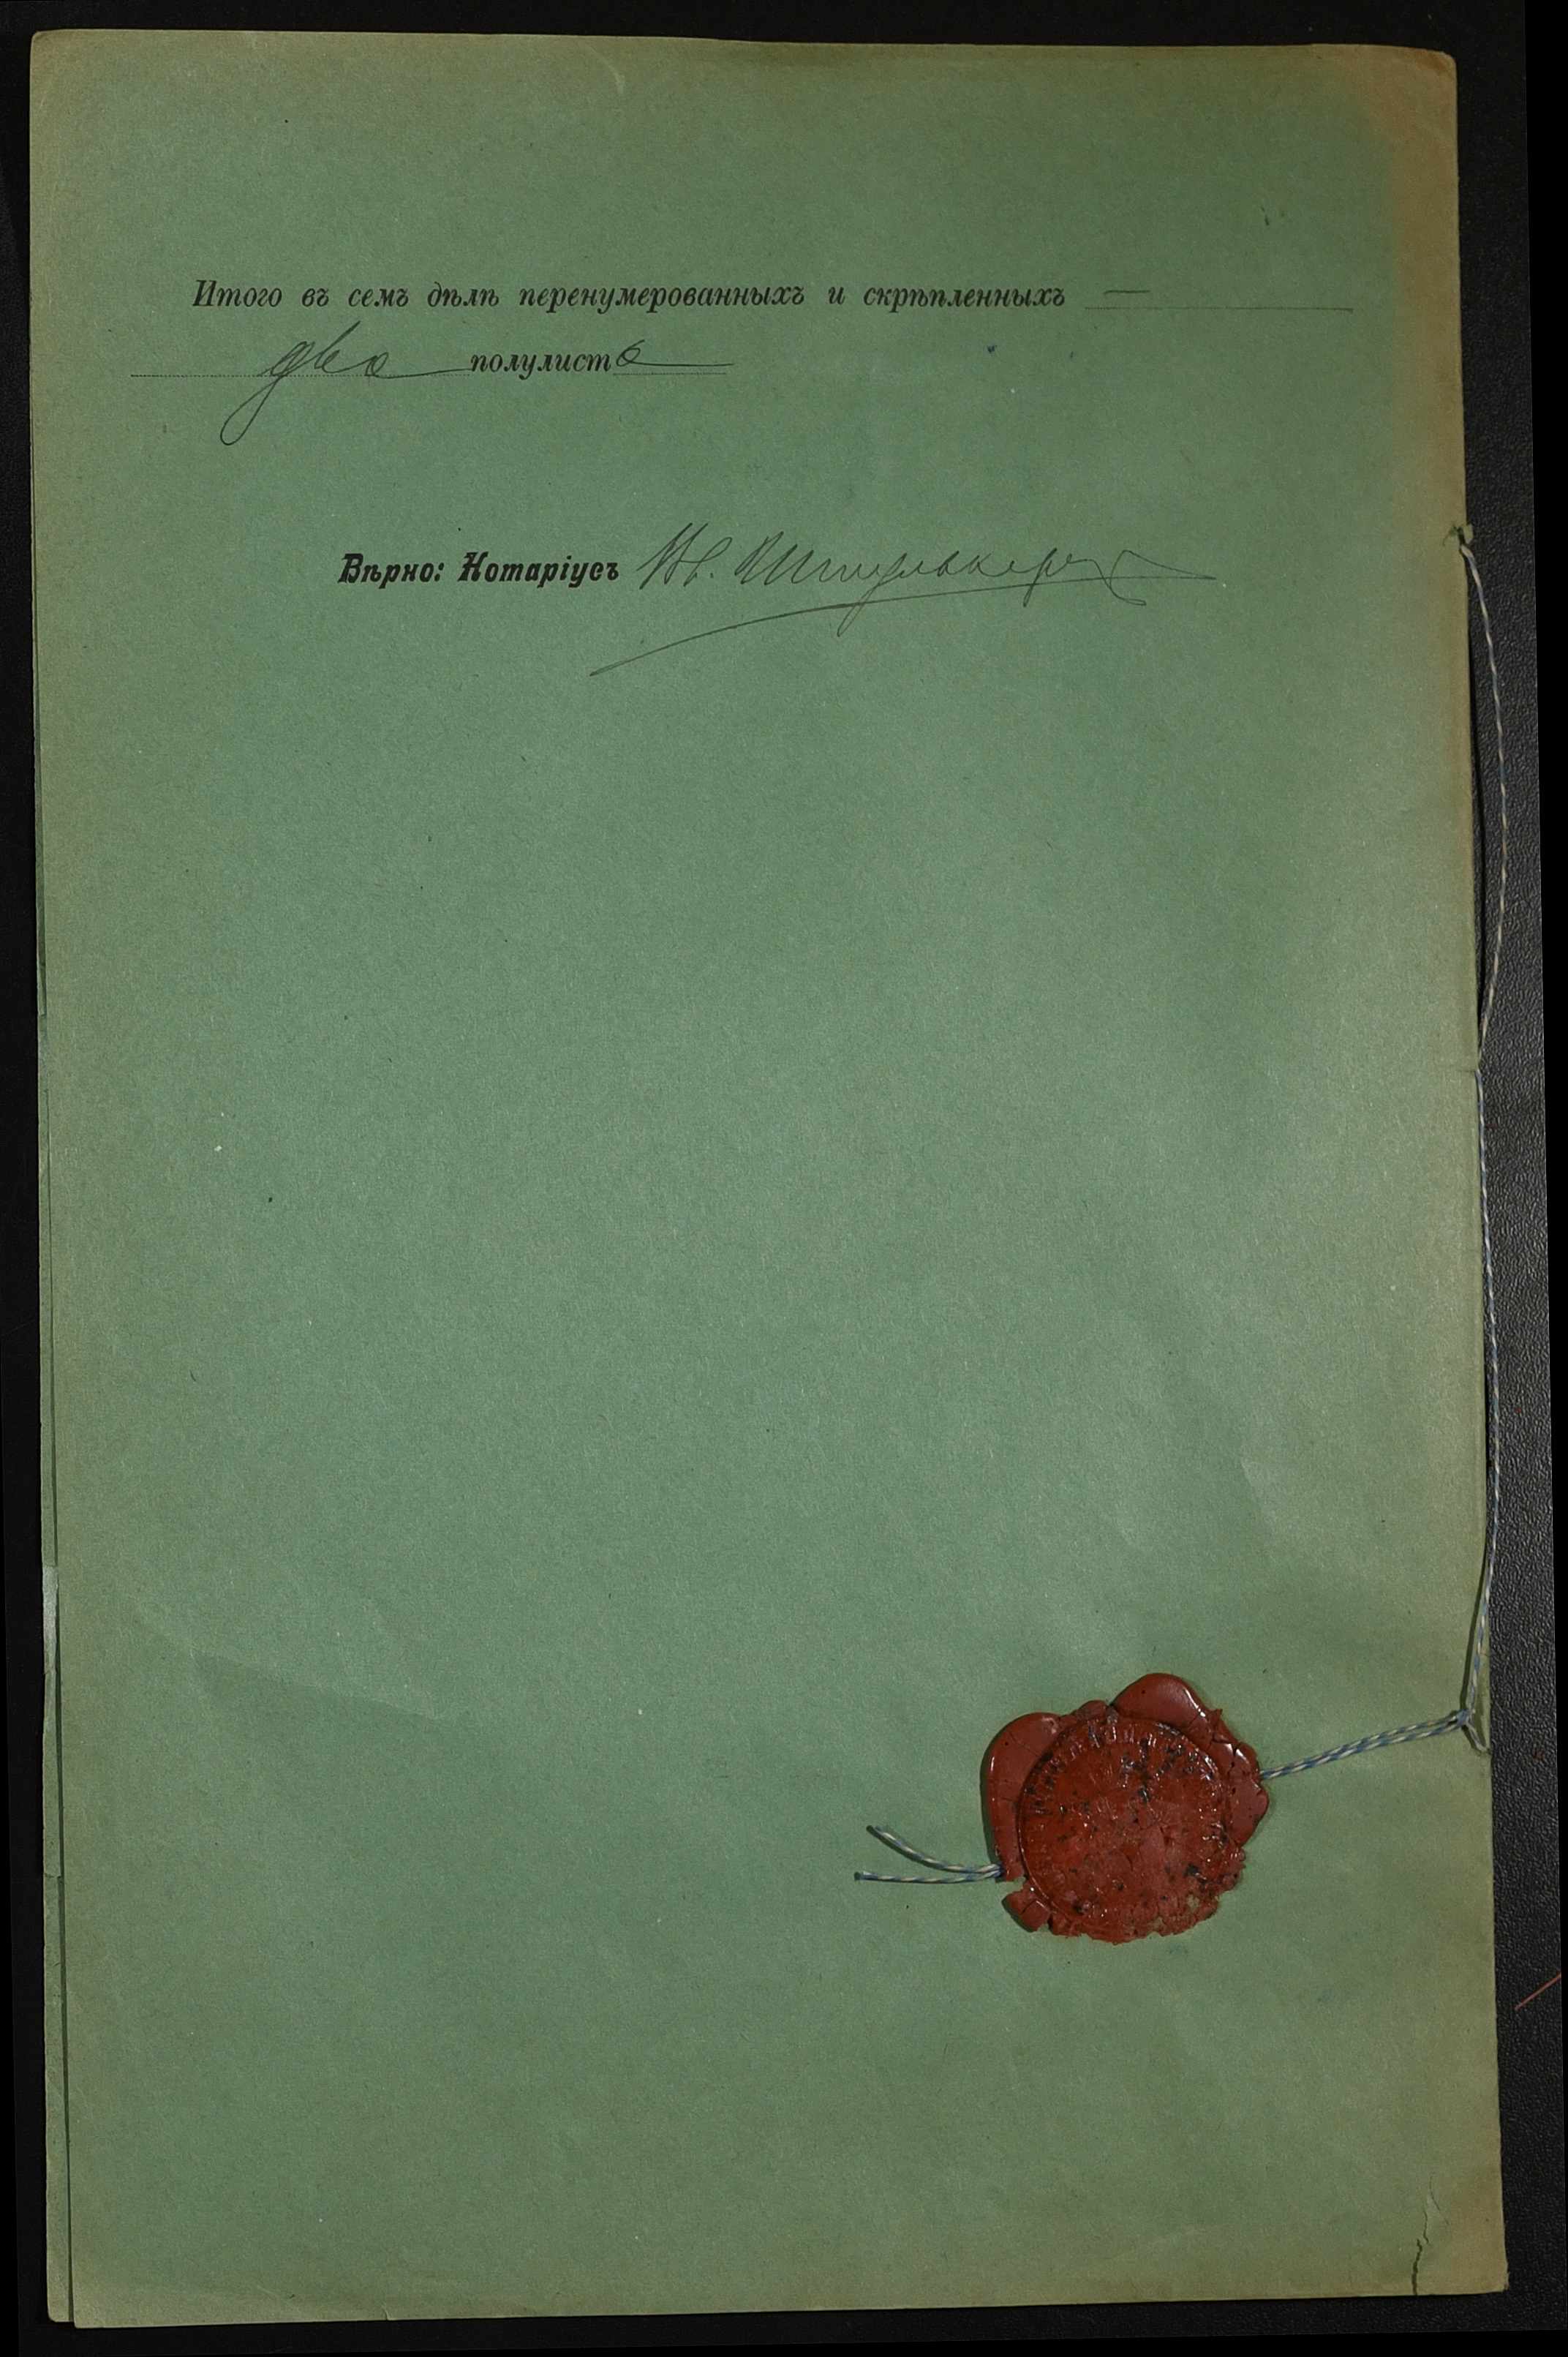 Итого въ семъ дѣлѣ перенумерованныхъ и скрѣпленныхъ —
два полулиста
Вѣрно: Нотаріусъ